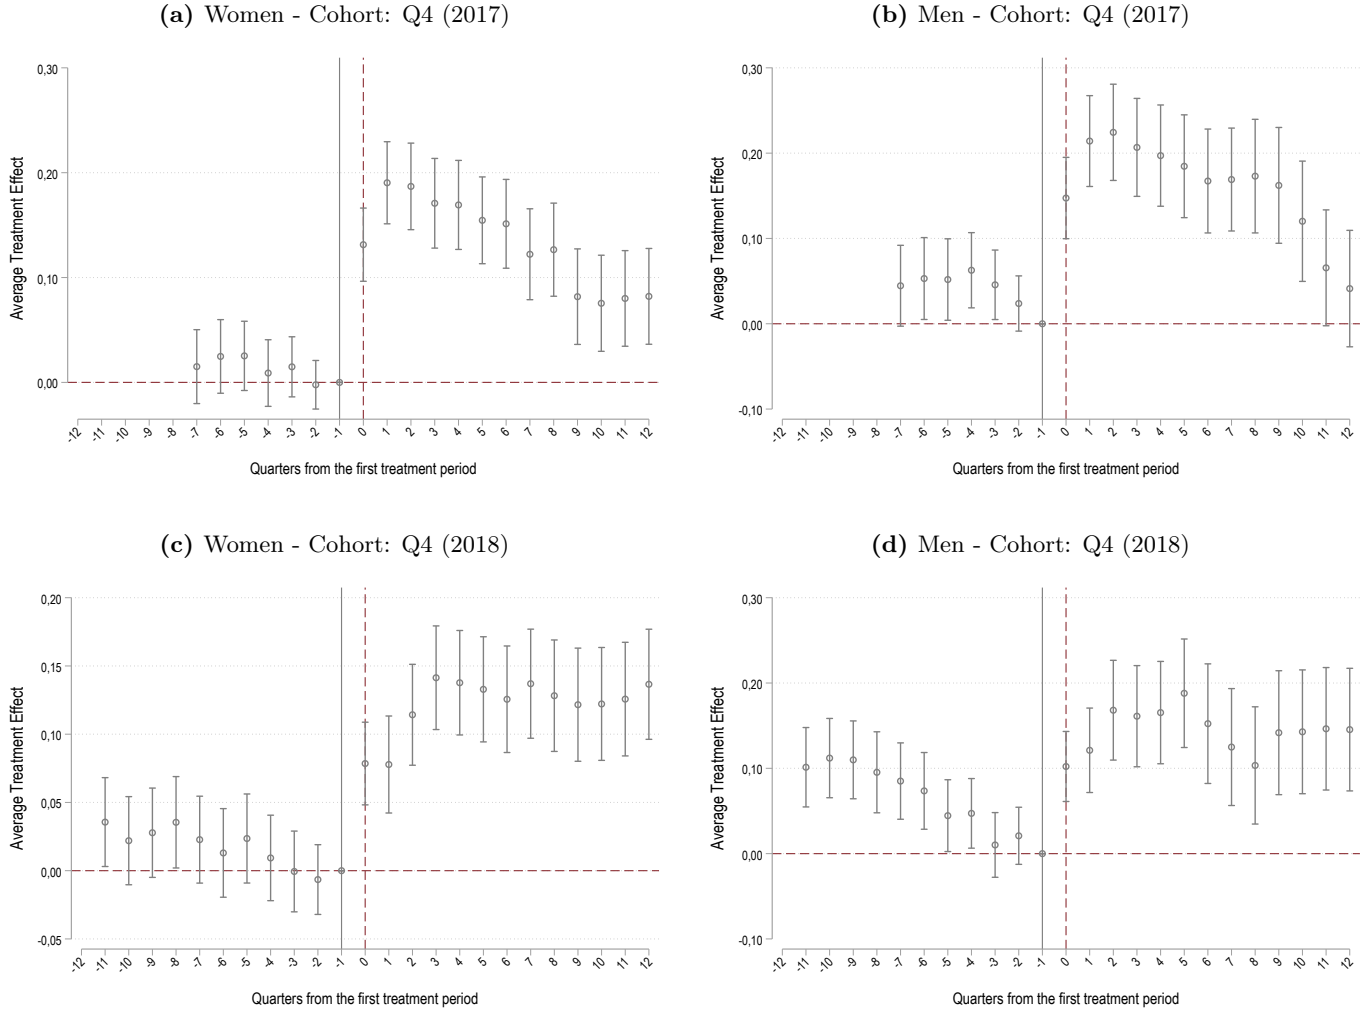 (a) Women - Cohort: Q4 (2017)
0,30
0,20
0,10
0,00
Average Treatment Effect
-12 -11 -10 -9 -8 -7 -6 -5 -4 -3 -2 -1 0 1 2 3 4 5 6 7 8 9 10 11 12
Quarters from the first treatment period
(b) Men - Cohort: Q4 (2017)
0,30
0,20
0,10
0,00
-0,10
Average Treatment Effect
-12 -11 -10 -9 -8 -7 -6 -5 -4 -3 -2 -1 0 1 2 3 4 5 6 7 8 9 10 11 12
Quarters from the first treatment period
(c) Women - Cohort: Q4 (2018)
0,20
0,15
0,10
0,05
0,00
-0,05
Average Treatment Effect
-12 -11 -10 -9 -8 -7 -6 -5 -4 -3 -2 -1 0 1 2 3 4 5 6 7 8 9 10 11 12
Quarters from the first treatment period
(d) Men - Cohort: Q4 (2018)
0,30
0,20
0,10
0,00
-0,10
Average Treatment Effect
-12 -11 -10 -9 -8 -7 -6 -5 -4 -3 -2 -1 0 1 2 3 4 5 6 7 8 9 10 11 12
Quarters from the first treatment period